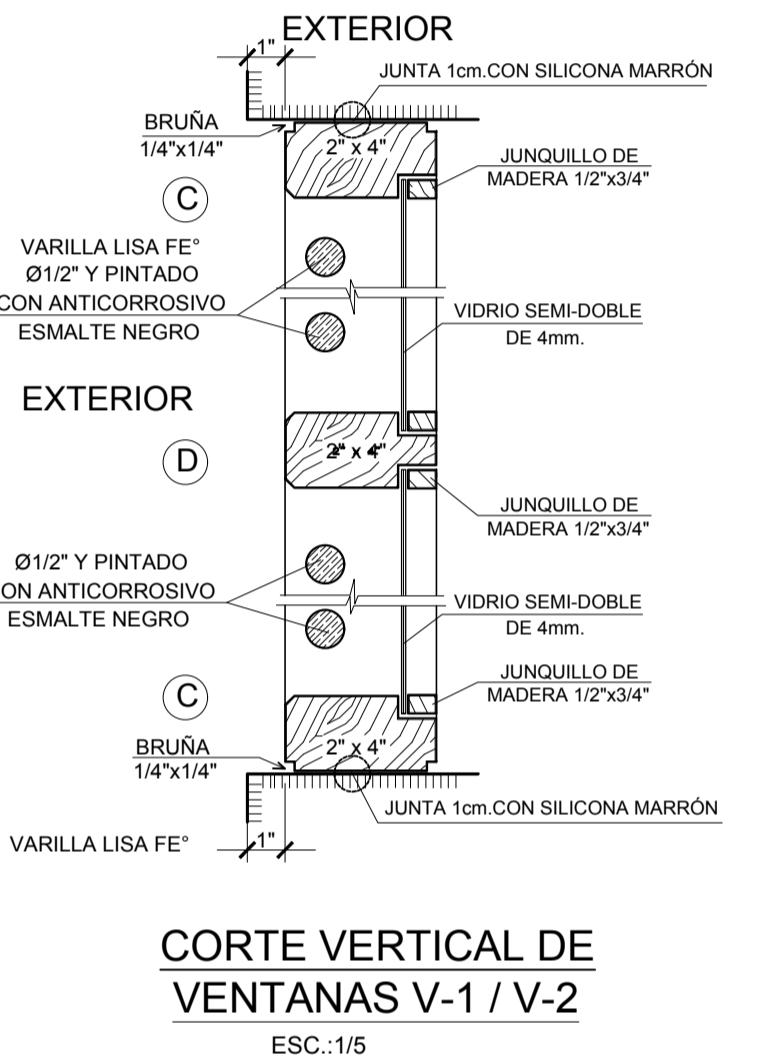 EXTERIOR
1"
JUNTA 1cm.CON SILICONA MARRÓN
BRUÑA
1/4"x1/4"
2" x 4"
JUNQUILLO DE
MADERA 1/2"x3/4"
C
VARILLA LISA FE°
Ø1/2" Y PINTADO
CON ANTICORROSIVO
ESMALTE NEGRO
VIDRIO SEMI-DOBLE
DE 4mm.
EXTERIOR
D
2" x 4"
JUNQUILLO DE
MADERA 1/2"x3/4"
Ø1/2" Y PINTADO
ON ANTICORROSIVO
ESMALTE NEGRO
VIDRIO SEMI-DOBLE
DE 4mm.
JUNQUILLO DE
MADERA 1/2"x3/4"
C
BRUÑA
1/4"x1/4"
2" x 4"
JUNTA 1cm.CON SILICONA MARRÓN
VARILLA LISA FE°
1"
CORTE VERTICAL DE
VENTANAS V-1 / V-2
ESC.:1/5